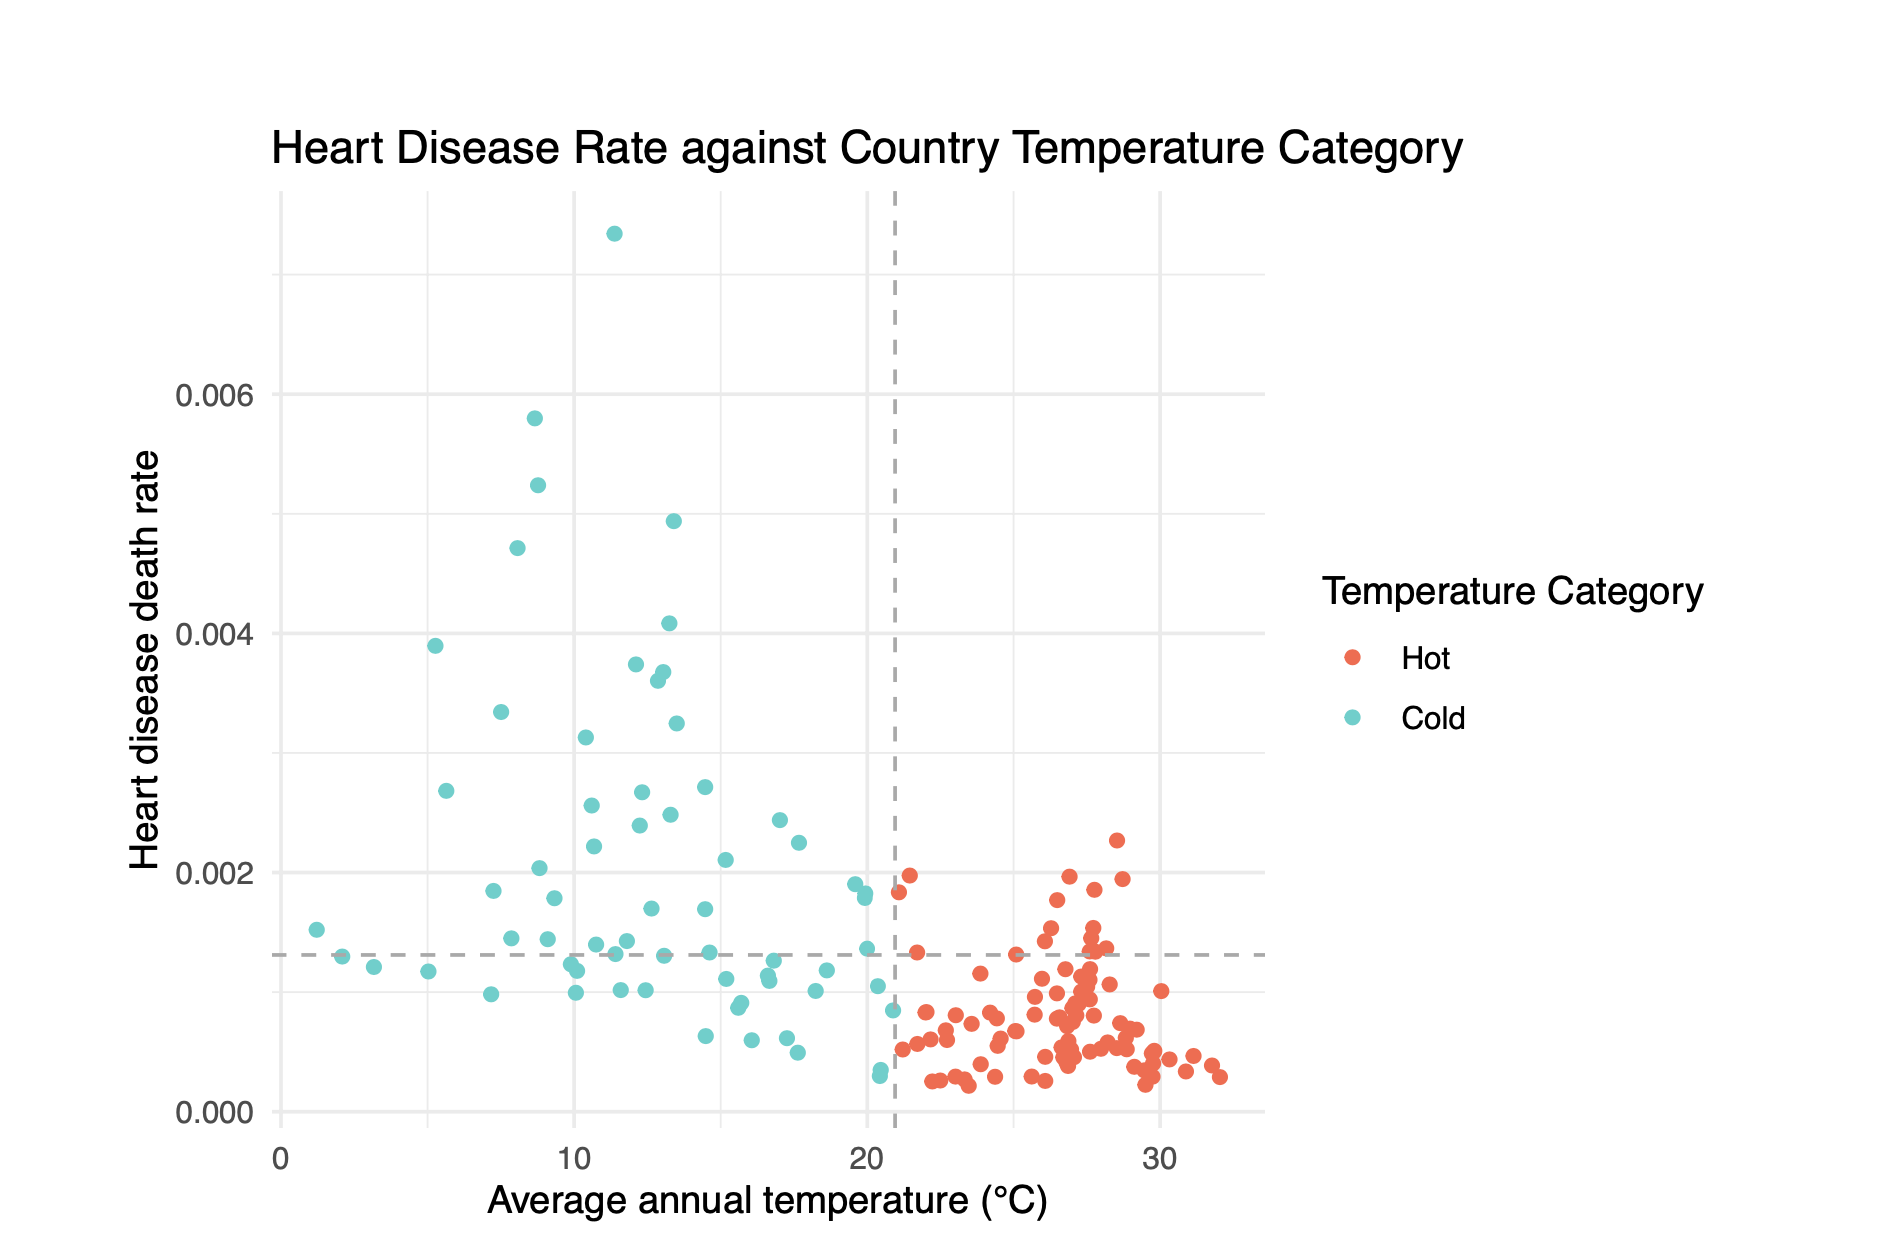 Heart Disease Rate against Country Temperature Category
Heart disease death rate
0.006
0.004
0.002
0.000
0
10
20
30
Average annual temperature (°C)
Temperature Category
Hot
Cold